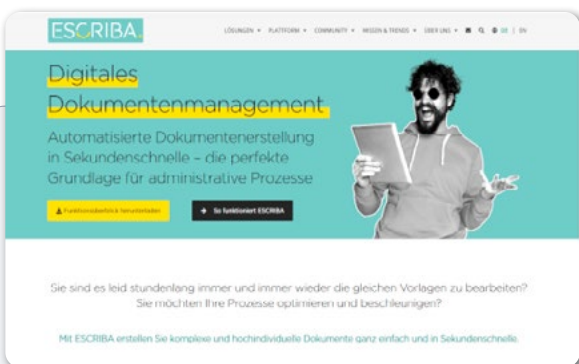 ESCRIBA.
LÖSUNGEN PLATTFORM COMMUNITY WISSEN & TRENDS ÜBER UNS DE | EN
Digitales
Dokumentenmanagement
Automatisierte Dokumentenerstellung
in Sekundenschnelle – die perfekte
Grundlage für administrative Prozesse
Funktionsüberblick herunterladen
So funktioniert ESCRIBA
Sie sind es leid stundenlang immer und immer wieder die gleichen Vorlagen zu bearbeiten?
Sie möchten Ihre Prozesse optimieren und beschleunigen?
Mit ESCRIBA erstellen Sie komplexe und hochindividuelle Dokumente ganz einfach und in Sekundenschnelle.